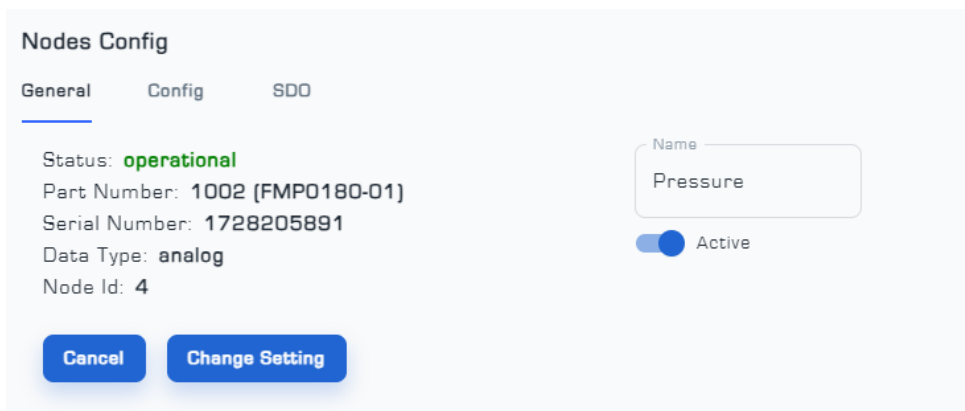 Nodes Config
General Config SDO
Status: operational
Part Number: 1002 (FMP0180-01)
Serial Number: 1728205891
Data Type: analog
Node Id: 4
Name
Pressure
Active
Cancel Change Setting